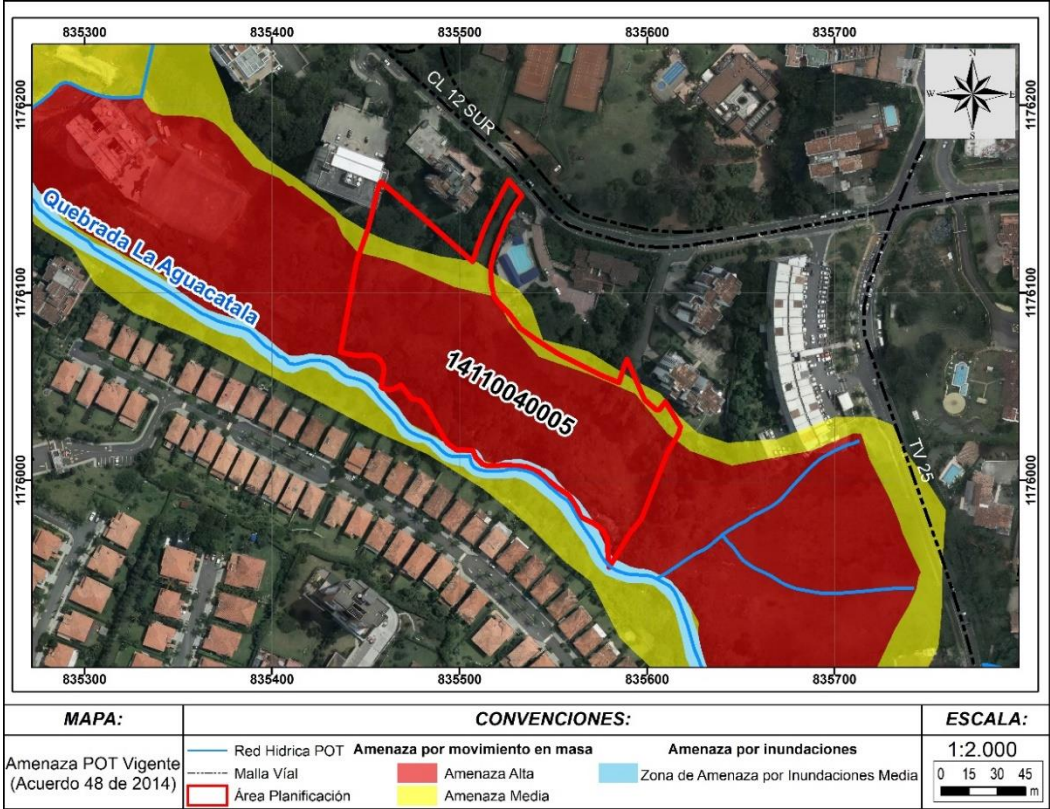 835300 835400 835500 835600 835700
1176200
1176200
CL 12 SUR
N
W E
S
Quebrada La Aguacatala
1176100
1176100
14110040005
1176000
1176000
TV 25
835300 835400 835500 835600 835700
MAPA:
Amenaza POT Vigente
(Acuerdo 48 de 2014)
CONVENCIONES:
Red Hidrica POT
Malla Víal
Área Planificación
Amenaza por movimiento en masa
Amenaza Alta
Amenaza Media
Amenaza por inundaciones
Zona de Amenaza por Inundaciones Media
ESCALA:
1:2.000
0 15 30 45
m